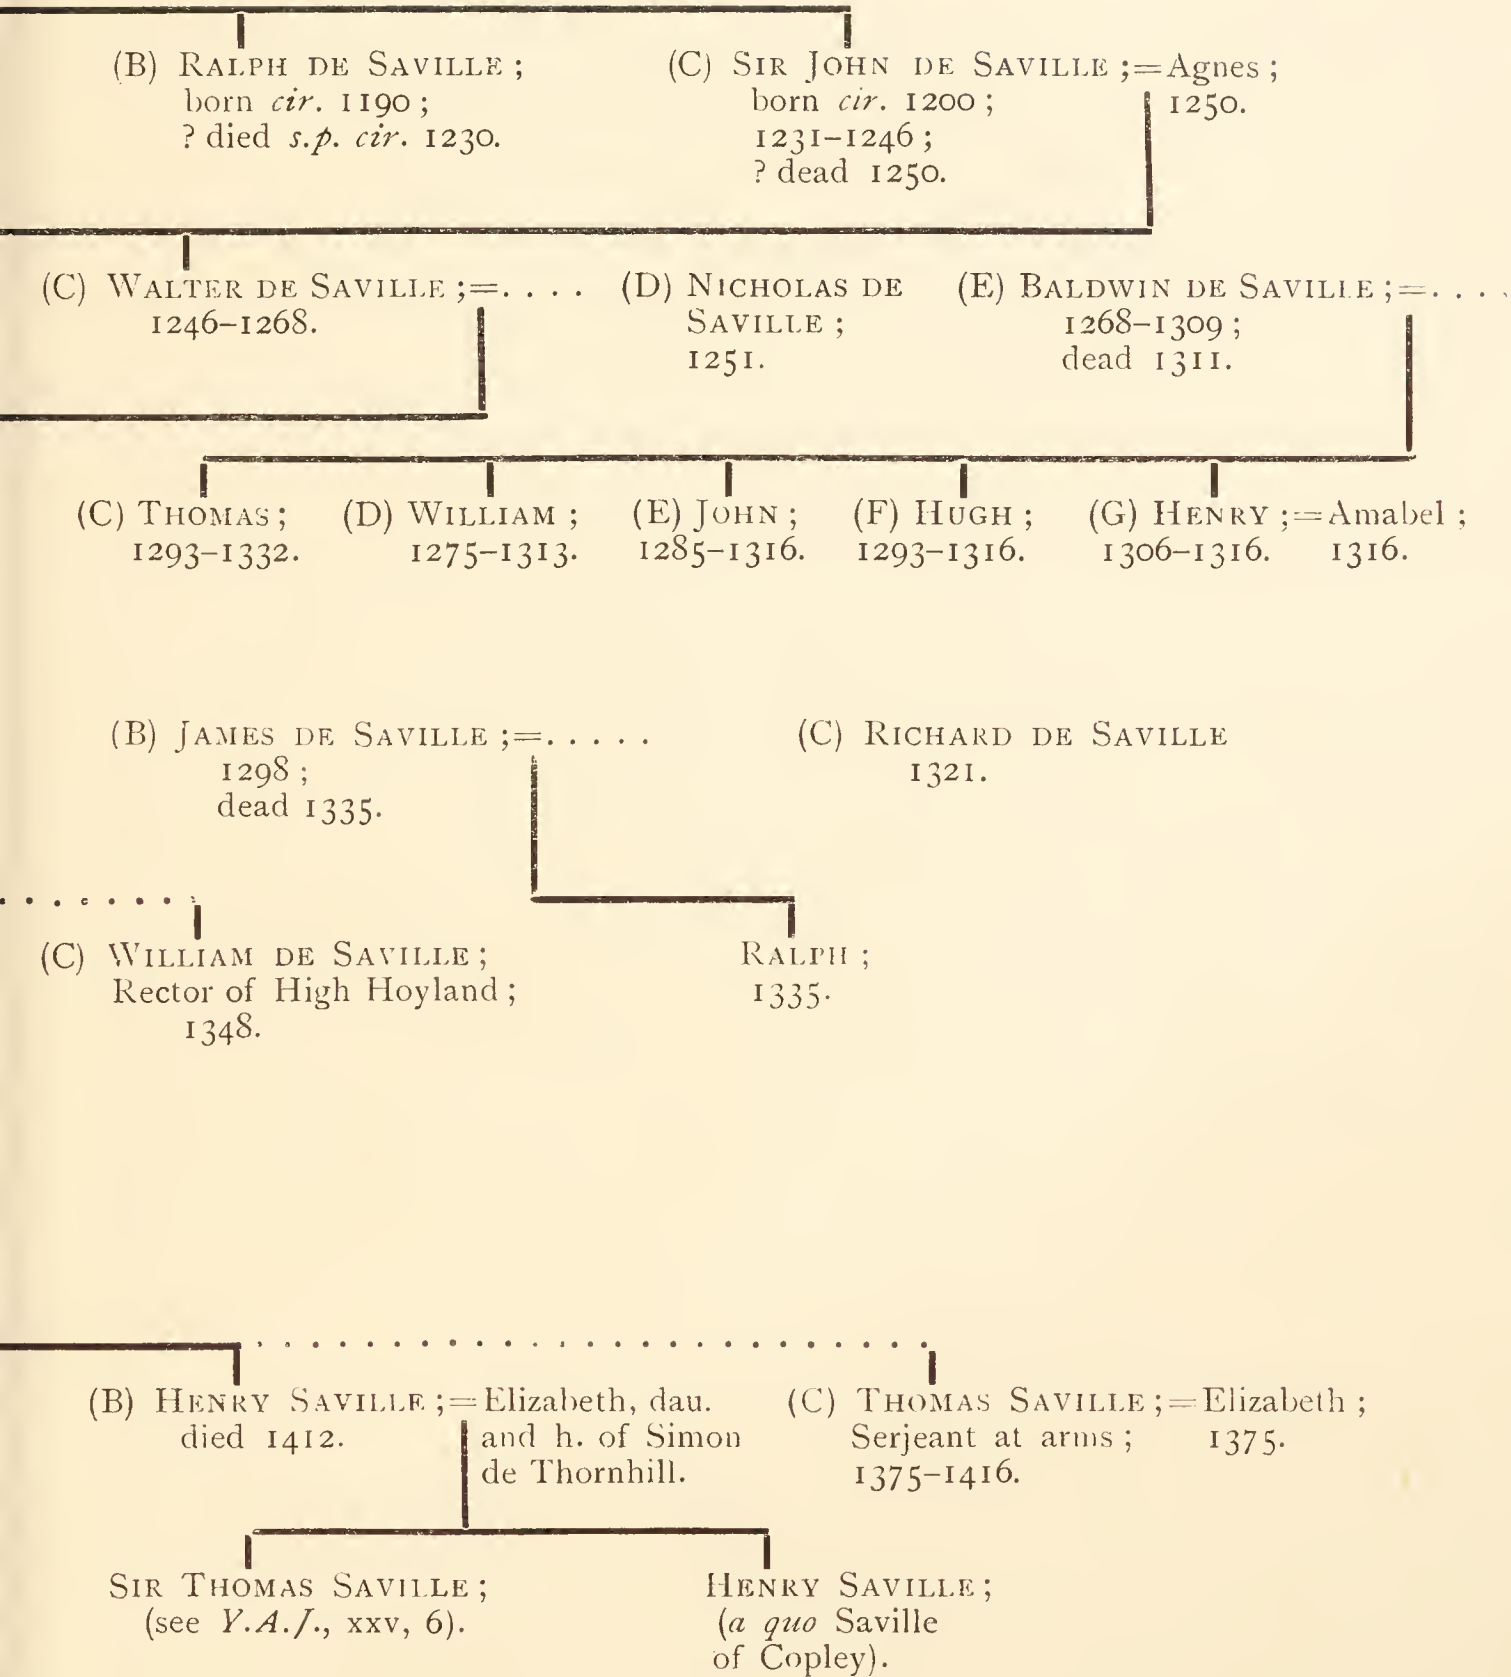 (B) RALPH DE SAVILLE ;
born cir. 1190 ;
? died s.p. cir. 1230.
(C) SIR JOHN DE SAVILLE ;=Agnes ;
born cir. 1200 ;
1231–1246 ;
? dead 1250.
1250.
(C) WALTER DE SAVILLE ;=. . . .
1246–1268.
(D) NICHOLAS DE
SAVILLE ;
1251.
(E) BALDWIN DE SAVILLE ;=. . . .
1268–1309 ;
dead 1311.
(C) THOMAS ;
1293–1332.
(D) WILLIAM ;
1275–1313.
(E) JOHN ;
1285–1316.
(F) HUGH ;
1293–1316.
(G) HENRY ;=Amabel ;
1306–1316. 1316.
(B) JAMES DE SAVILLE ;=. . . . .
1298 ;
dead 1335.
(C) RICHARD DE SAVILLE
1321.
(C) WILLIAM DE SAVILLE ;
Rector of High Hoyland ;
1348.
RALPH ;
1335.
(B) HENRY SAVILLE ;=Elizabeth, dau.
died 1412. and h. of Simon
de Thornhill.
(C) THOMAS SAVILLE ;=Elizabeth ;
Serjeant at arms ; 1375.
1375–1416.
SIR THOMAS SAVILLE ;
(see Y.A.J., xxv, 6).
HENRY SAVILLE ;
(a quo Saville
of Copley).